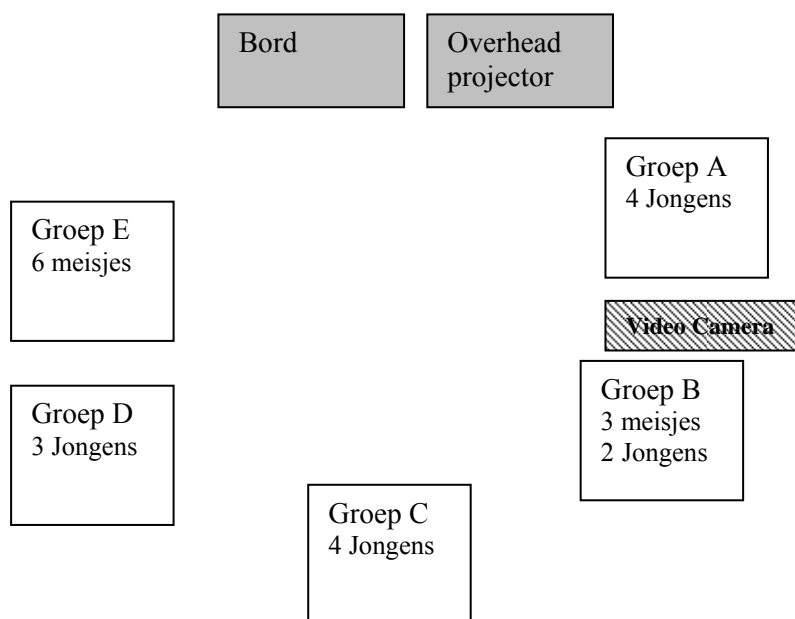 Bord
Overhead
projector
Groep A
4 Jongens
Groep E
6 meisjes
Video Camera
Groep B
3 meisjes
2 Jongens
Groep D
3 Jongens
Groep C
4 Jongens